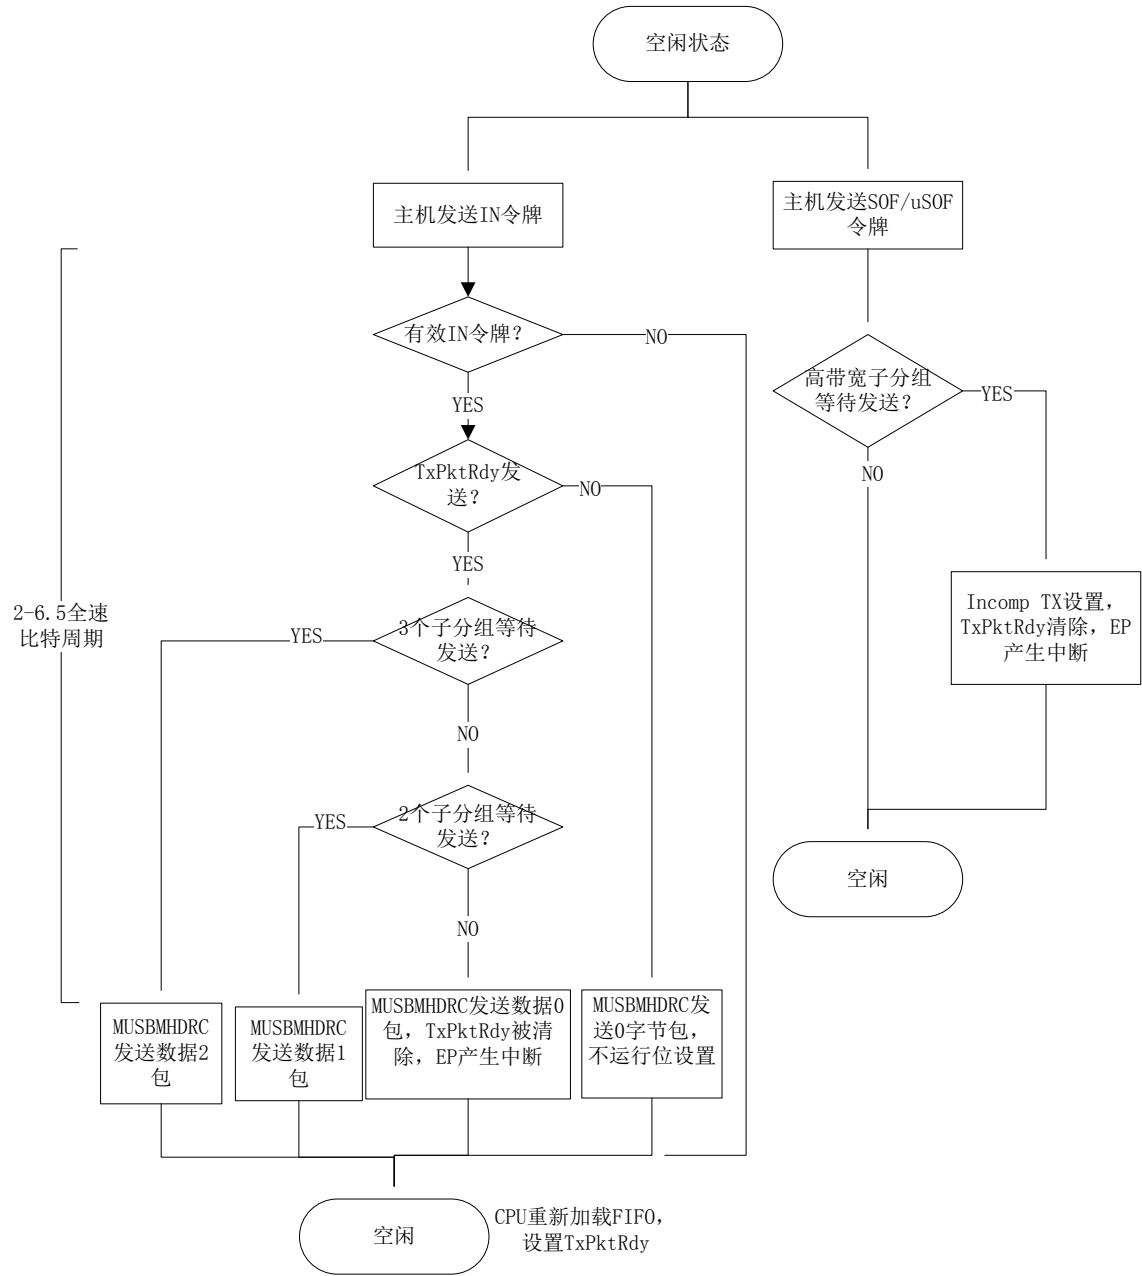 空闲状态
主机发送IN令牌
主机发送SOF/uSOF
令牌
有效IN令牌?
NO
YES
高带宽子分组
等待发送?
YES
NO
TxPktRdy发
送?
NO
YES
2-6.5全速
比特周期
3个子分组等待
发送?
YES
NO
Incomp TX设置,
TxPktRdy清除, EP
产生中断
2个子分组等待
发送?
YES
NO
空闲
MUSBMHDRC
发送数据2
包
MUSBMHDRC
发送数据1
包
MUSBMHDRC发送数据0
包, TxPktRdy被清
除, EP产生中断
MUSBMHDRC发
送0字节包,
不运行位设置
空闲
CPU重新加载FIFO,
设置TxPktRdy